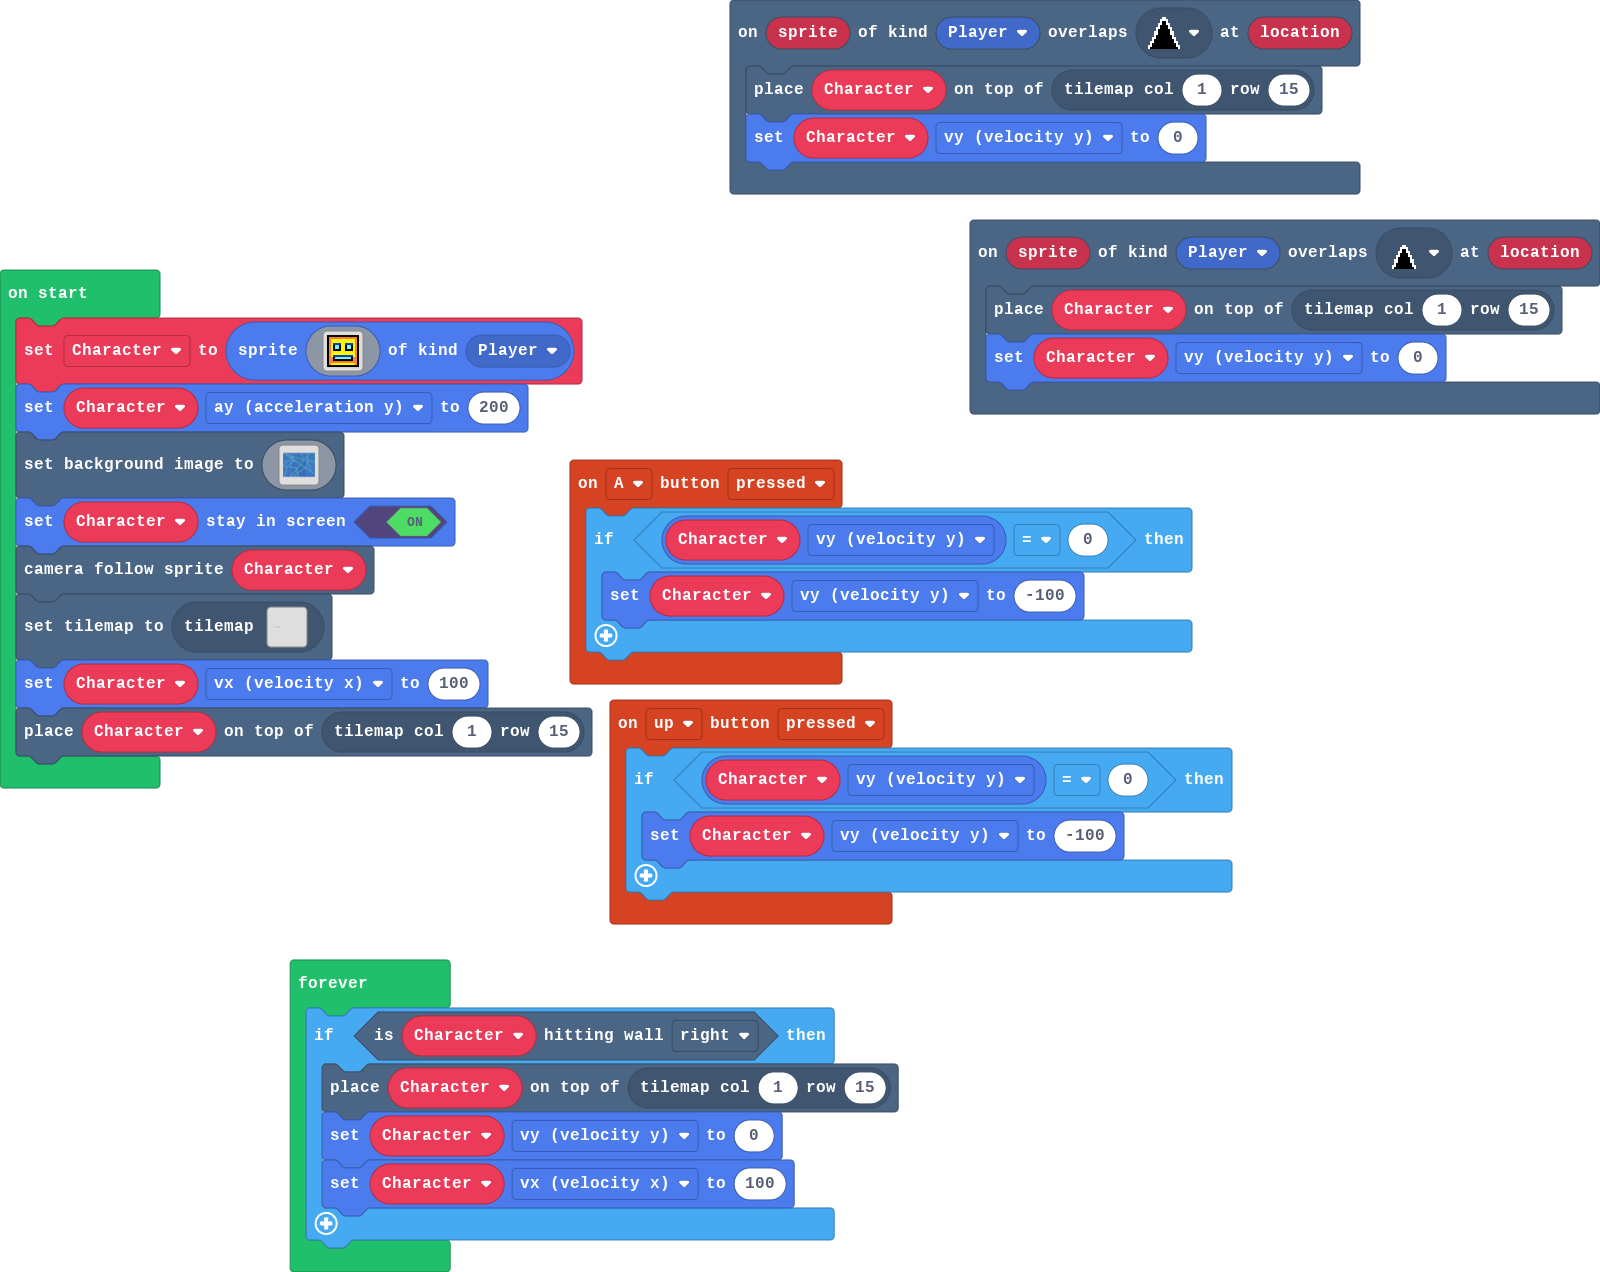 on sprite of kind Player overlaps at location
place Character on top of tilemap col 1 row 15
set Character vy (velocity y) to 0
on sprite of kind Player overlaps at location
place Character on top of tilemap col 1 row 15
set Character vy (velocity y) to 0
on start
set Character to sprite of kind Player
set Character ay (acceleration y) to 200
set background image to
set Character stay in screen ON
camera follow sprite Character
set tilemap to tilemap
set Character vx (velocity x) to 100
place Character on top of tilemap col 1 row 15
on A button pressed
if Character vy (velocity y) = 0 then
set Character vy (velocity y) to -100
on up button pressed
if Character vy (velocity y) = 0 then
set Character vy (velocity y) to -100
forever
if is Character hitting wall right then
place Character on top of tilemap col 1 row 15
set Character vy (velocity y) to 0
set Character vx (velocity x) to 100